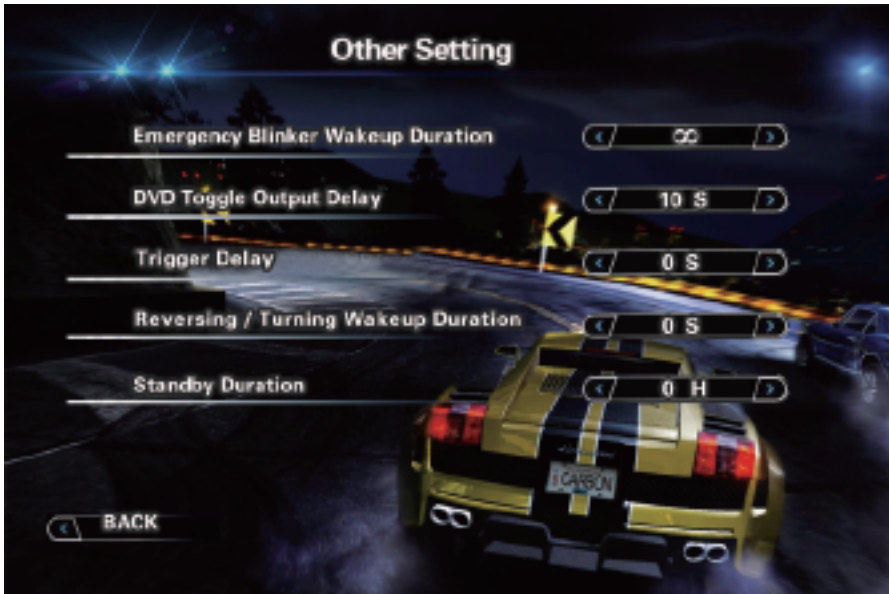 Other Setting
Emergency Blinker Wakeup Duration ∞
DVD Toggle Output Delay 10 S
Trigger Delay 0 S
Reversing / Turning Wakeup Duration 0 S
Standby Duration 0 H
CARBON
BACK